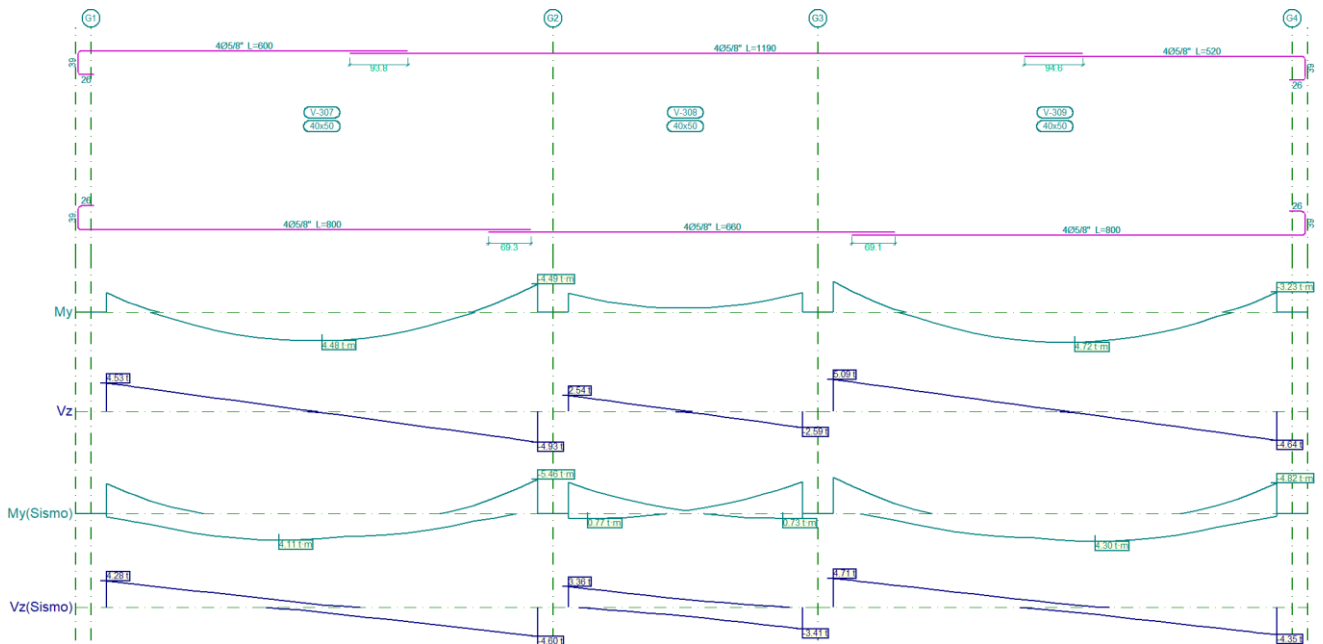 G1 G2 G3 G4
4Ø5/8" L=600 4Ø5/8" L=1190 4Ø5/8" L=520
39 39
93.8 94.6
26 26
V-307 V-308 V-309
40x50 40x50 40x50
26 26
39 39
4Ø5/8" L=800 4Ø5/8" L=660 4Ø5/8" L=800
69.3 69.1
-4.49 t·m -3.23 t·m
My
4.48 t·m 4.72 t·m
4.53 t 2.54 t 5.09 t
Vz
-4.93 t -2.59 t -4.64 t
-5.46 t·m -4.82 t·m
My(Sismo)
4.11 t·m 0.77 t·m 0.73 t·m 4.30 t·m
4.28 t 3.36 t 4.71 t
Vz(Sismo)
-4.60 t -3.41 t -4.35 t